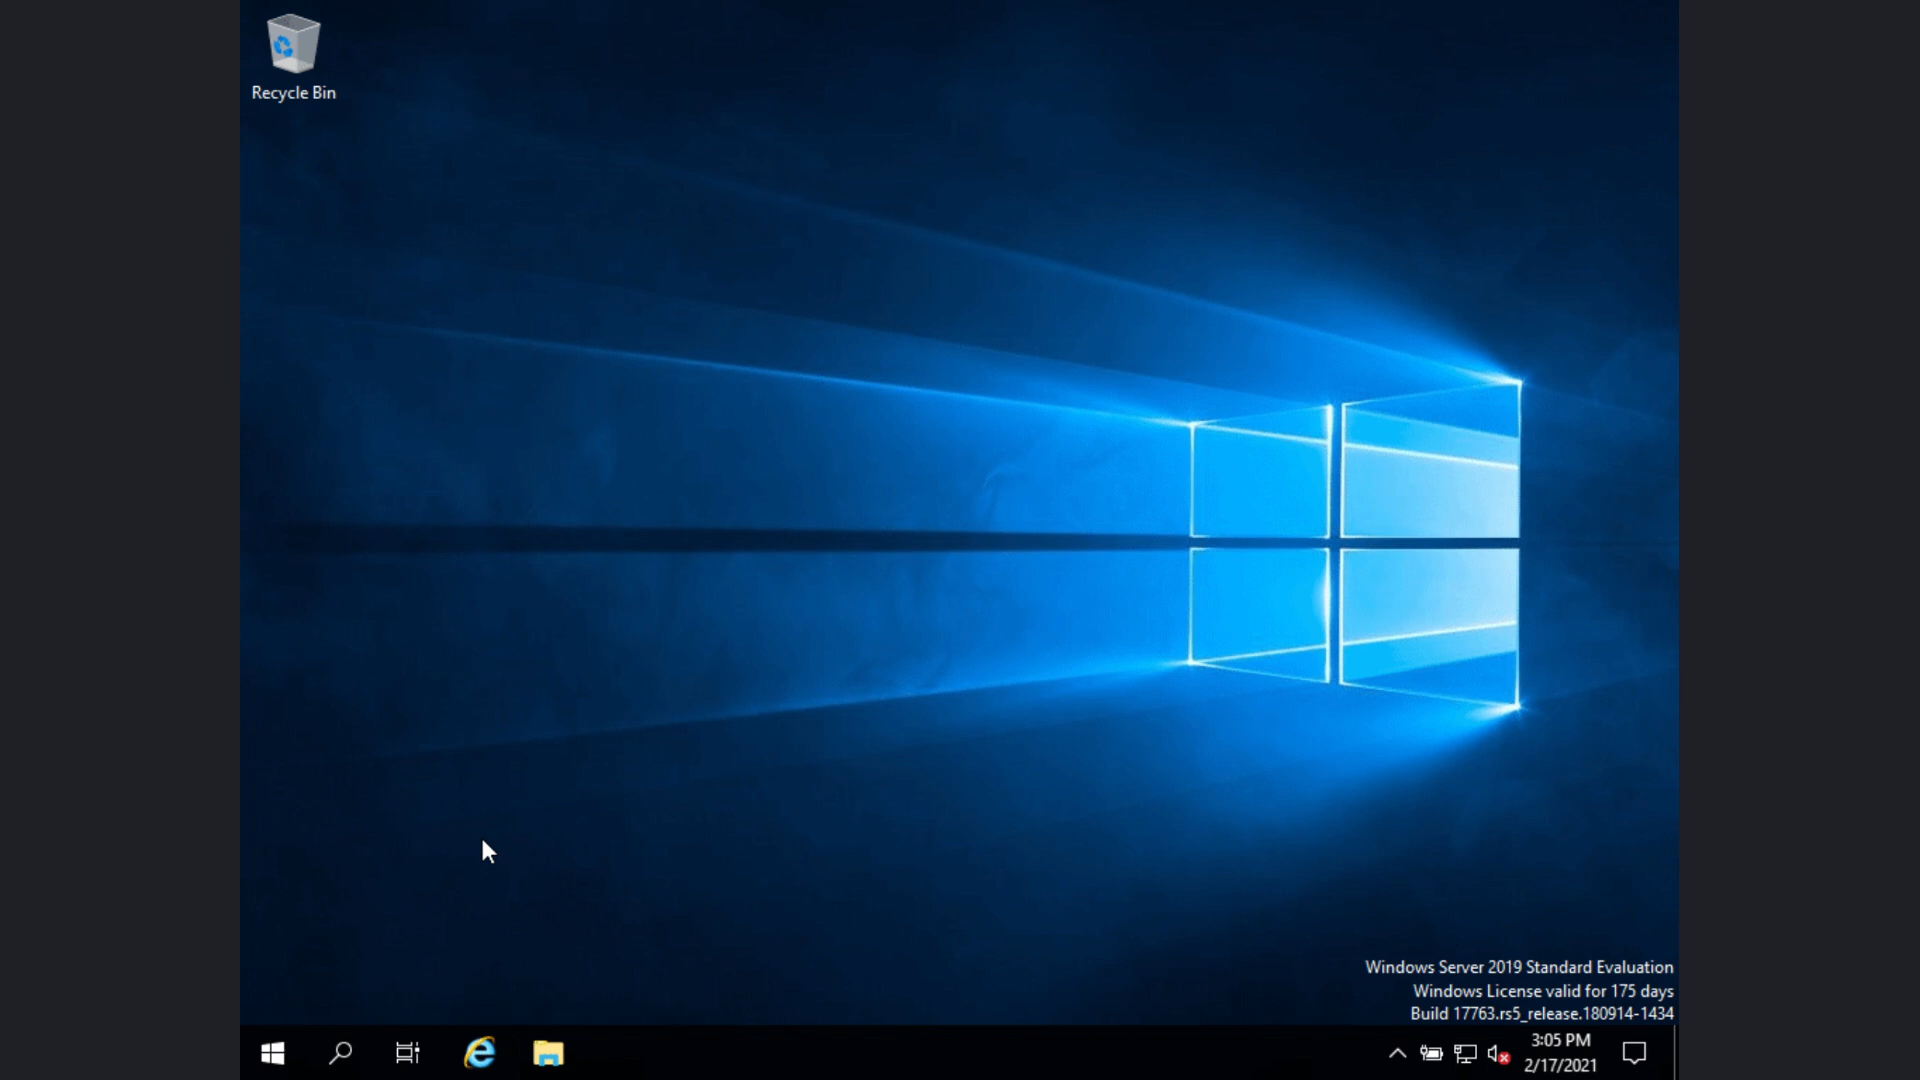 Recycle Bin
Windows Server 2019 Standard Evaluation
Windows License valid for 175 days
Build 17763.rs5_release.180914-1434
3:05 PM
2/17/2021